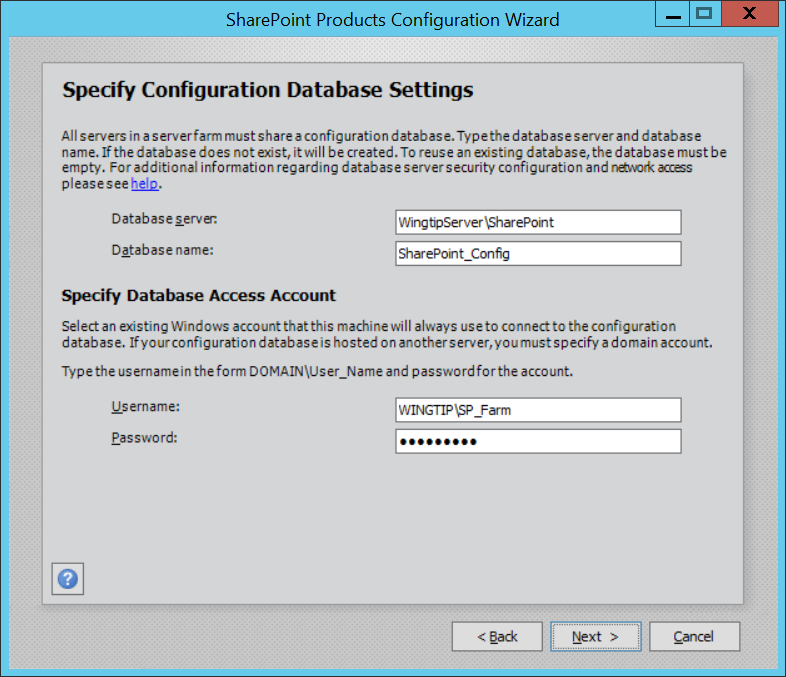 SharePoint Products Configuration Wizard
X
Specify Configuration Database Settings
All servers in a server farm must share a configuration database. Type the database server and database
name. If the database does not exist, it will be created. To reuse an existing database, the database must be
empty. For additional information regarding database server security configuration and network access
please see help.
Database server:
WingtipServer\SharePoint
Database name:
SharePoint_Config
Specify Database Access Account
Select an existing Windows account that this machine will always use to connect to the configuration
database. If your configuration database is hosted on another server, you must specify a domain account.
Type the username in the form DOMAIN\User_Name and password for the account.
Username:
WINGTIP\SP_Farm
Password:
●●●●●●●●●
?
< Back
Next >
Cancel